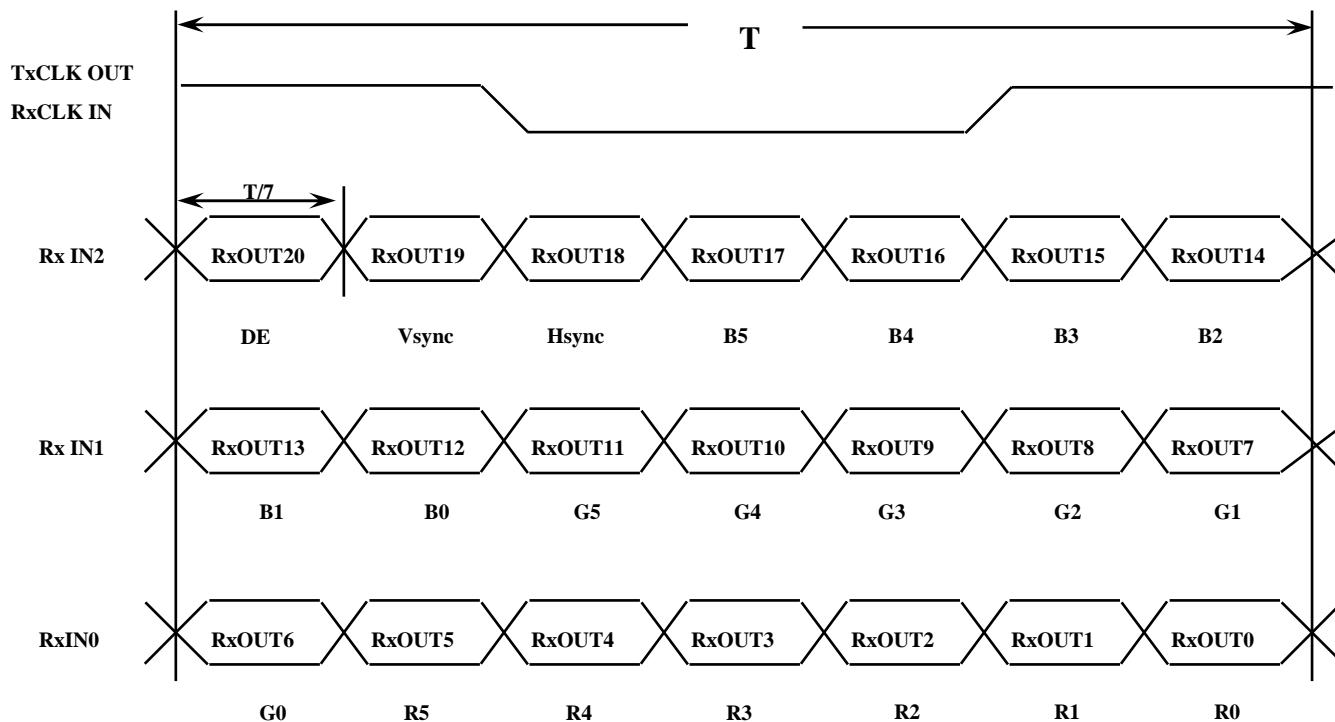 T
TxCLK OUT
RxCLK IN
T/7
Rx IN2 RxOUT20 RxOUT19 RxOUT18 RxOUT17 RxOUT16 RxOUT15 RxOUT14
DE Vsync Hsync B5 B4 B3 B2
Rx IN1 RxOUT13 RxOUT12 RxOUT11 RxOUT10 RxOUT9 RxOUT8 RxOUT7
B1 B0 G5 G4 G3 G2 G1
RxIN0 RxOUT6 RxOUT5 RxOUT4 RxOUT3 RxOUT2 RxOUT1 RxOUT0
G0 R5 R4 R3 R2 R1 R0